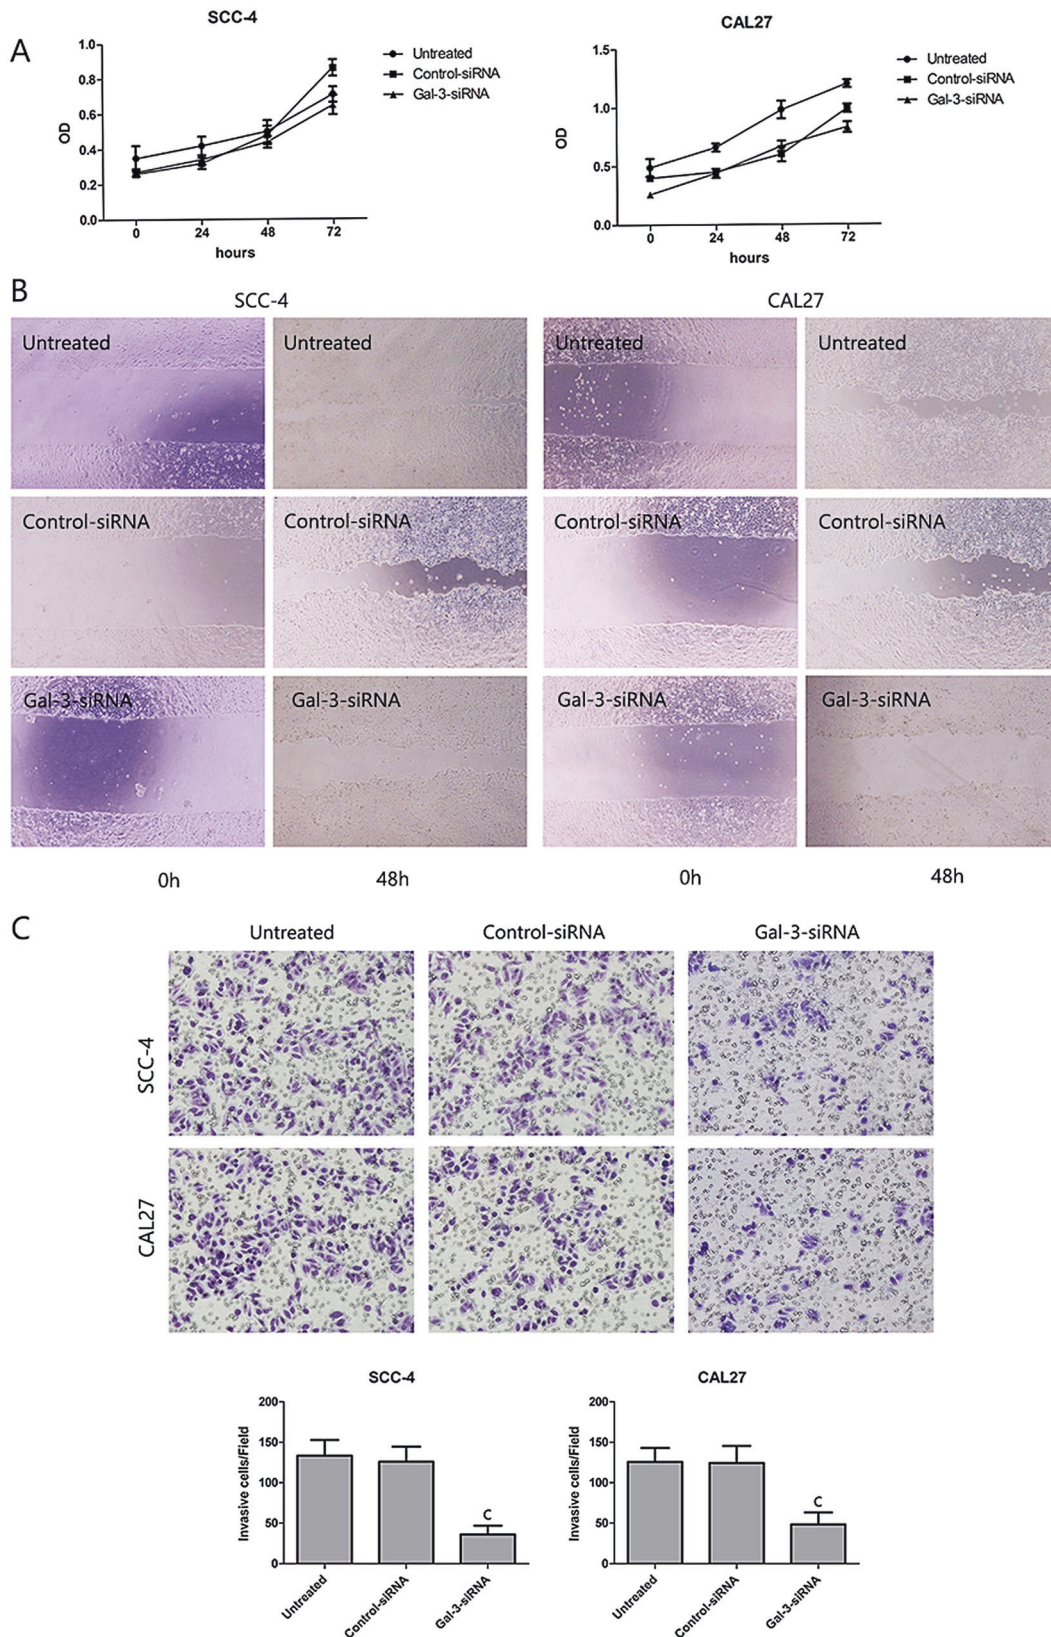 A
SCC-4
1.0
0.8
0.6
0.4
0.2
0.0
OD
0
24
48
72
hours
Untreated
Control-siRNA
Gal-3-siRNA
CAL27
1.5
1.0
0.5
0.0
OD
0
24
48
72
hours
Untreated
Control-siRNA
Gal-3-siRNA
B
SCC-4
CAL27
Untreated
Untreated
Untreated
Untreated
Control-siRNA
Control-siRNA
Control-siRNA
Control-siRNA
Gal-3-siRNA
Gal-3-siRNA
Gal-3-siRNA
Gal-3-siRNA
0h
48h
0h
48h
C
Untreated
Control-siRNA
Gal-3-siRNA
SCC-4
CAL27
SCC-4
200
150
100
50
0
Invasive cells/Field
C
Untreated
Control-siRNA
Gal-3-siRNA
CAL27
200
150
100
50
0
Invasive cells/Field
C
Untreated
Control-siRNA
Gal-3-siRNA